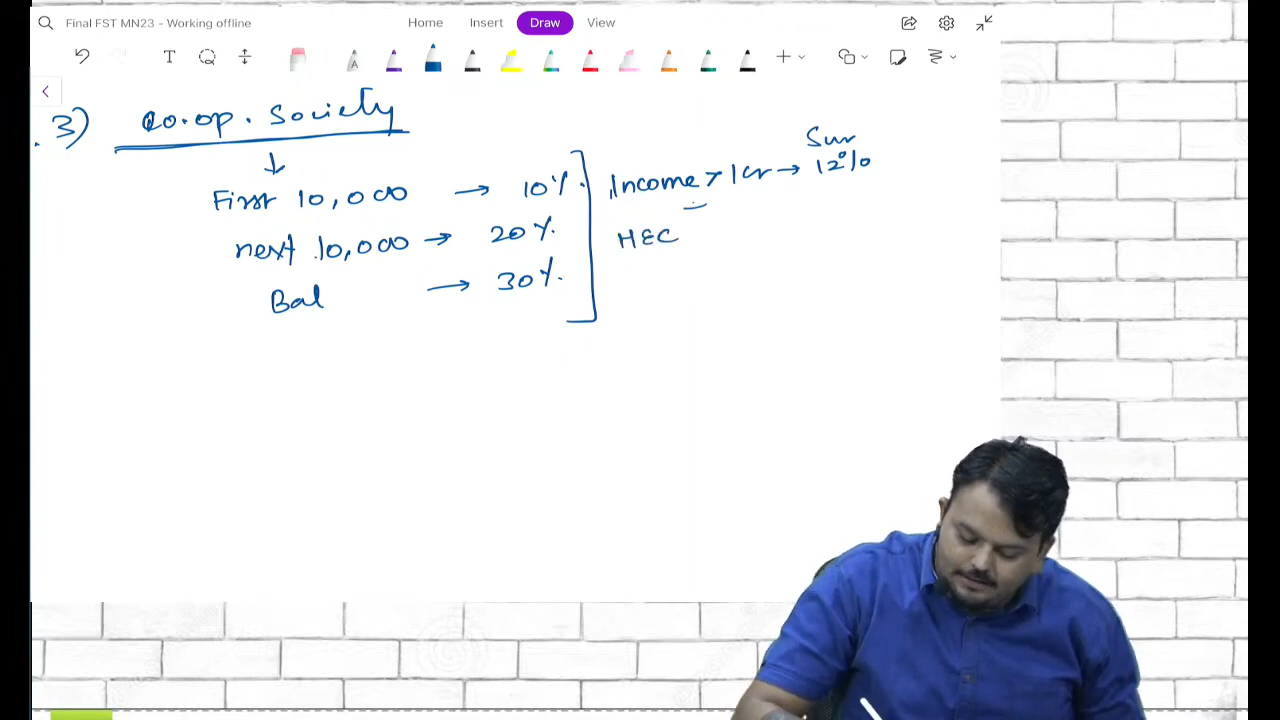 Final FST MN23 - Working offline
Home Insert Draw View
3) Co.op. Society
First 10,000 → 10%.
next 10,000 → 20%.
Bal → 30%.
Sur
Income > 1cr → 12%
HEC